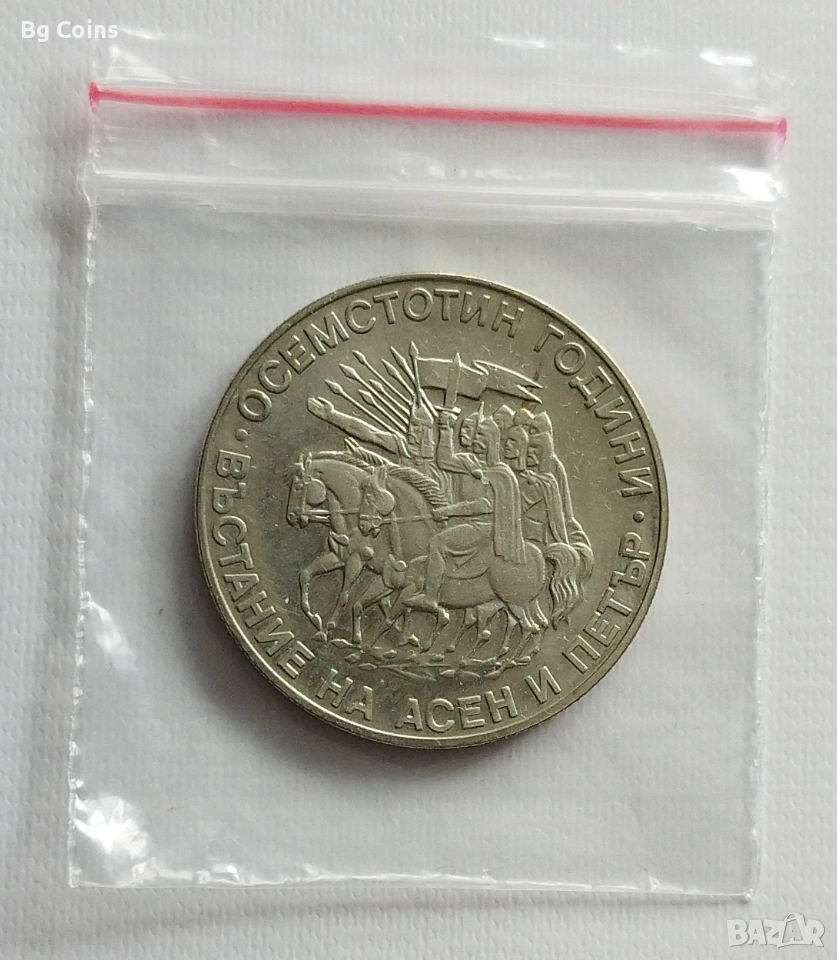 Bg Coins
ОСЕМСТОТИН ГОДИНИ
ВЪСТАНИЕ НА АСЕН И ПЕТЪР
BAZAR